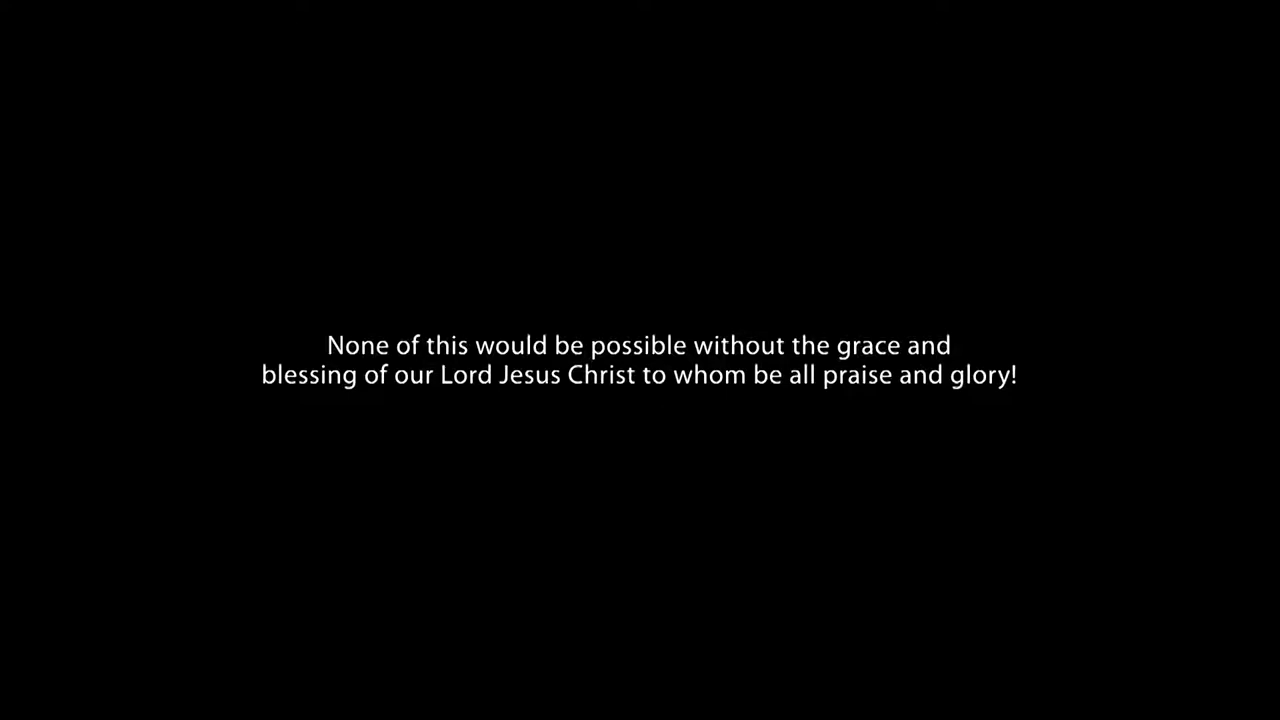 None of this would be possible without the grace and
blessing of our Lord Jesus Christ to whom be all praise and glory!